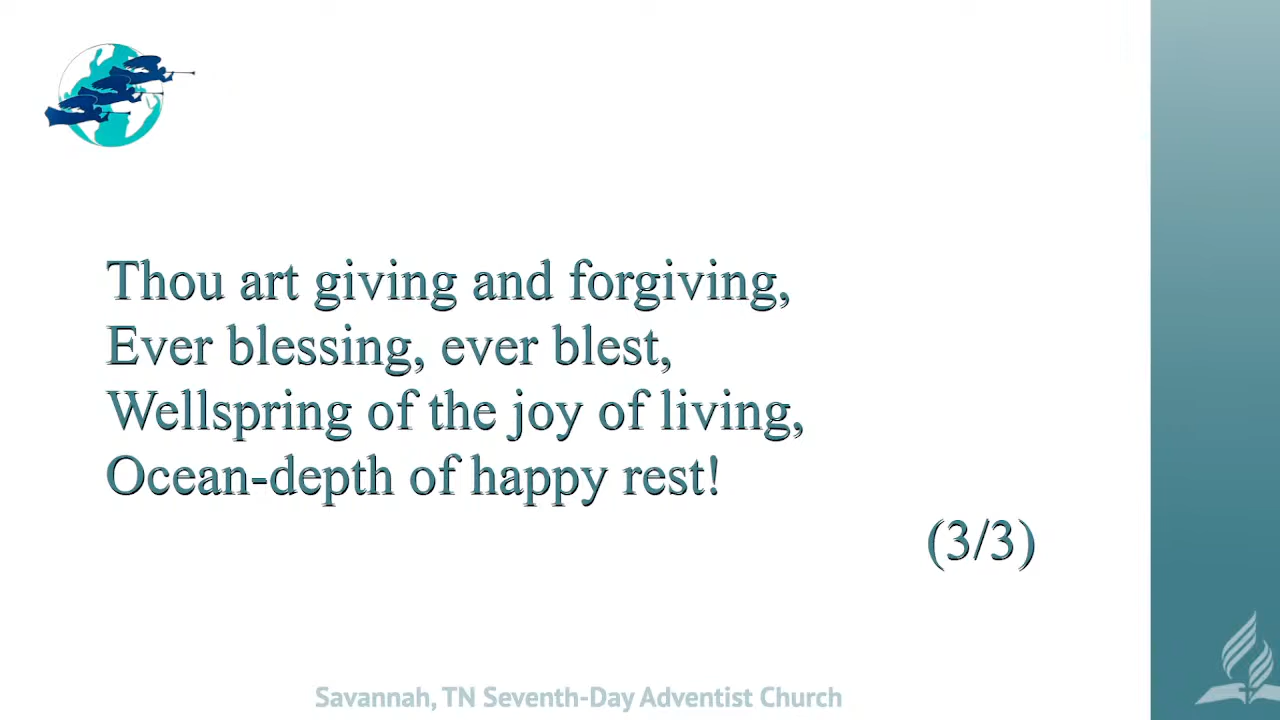 Thou art giving and forgiving,
Ever blessing, ever blest,
Wellspring of the joy of living,
Ocean-depth of happy rest!
(3/3)
Savannah, TN Seventh-Day Adventist Church